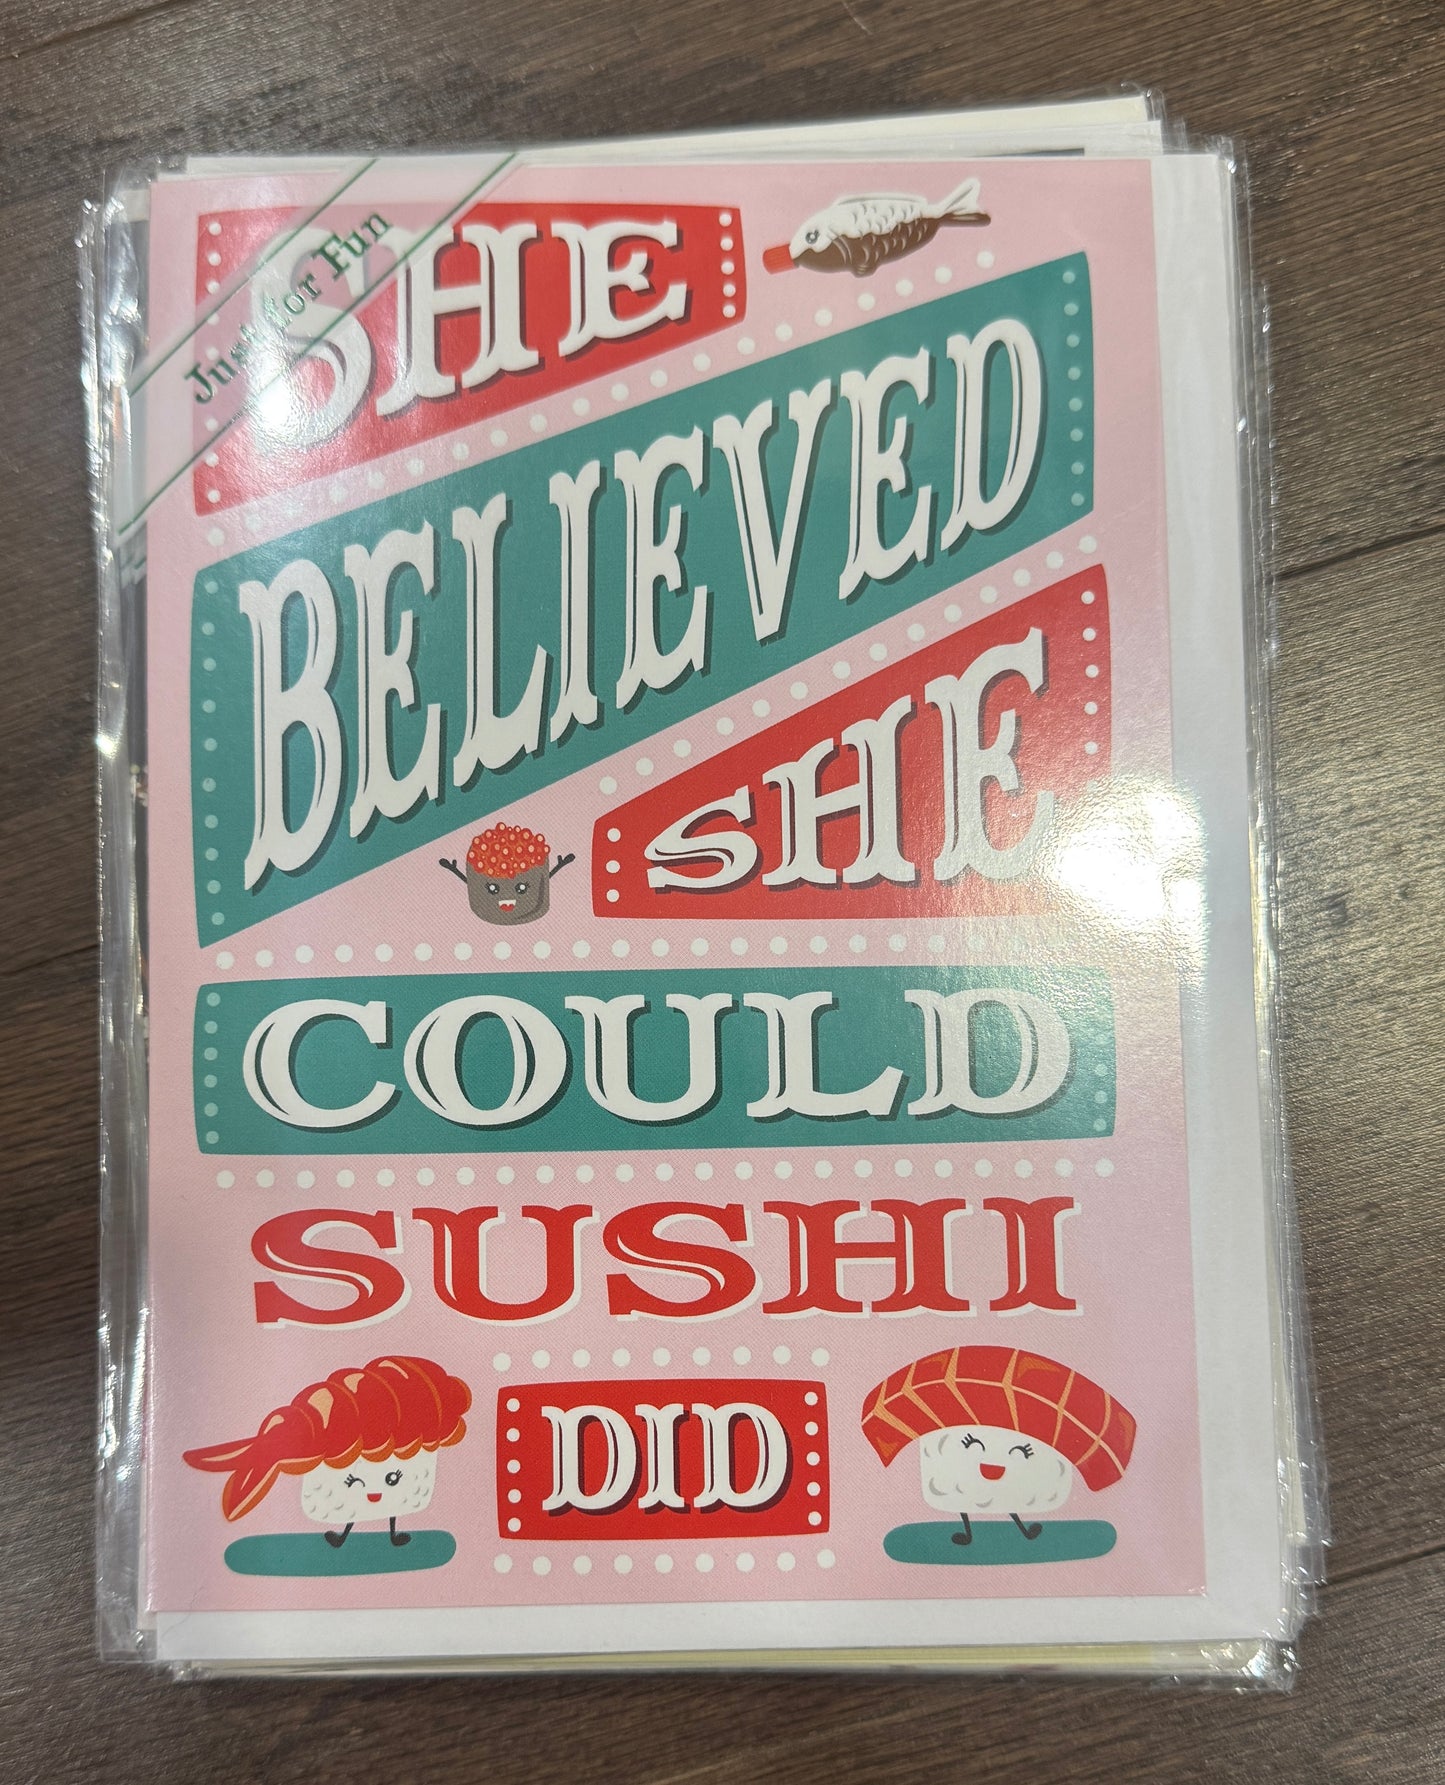 Just for Fun
SHE
BELIEVED
SHE
COULD
SUSHI
DID